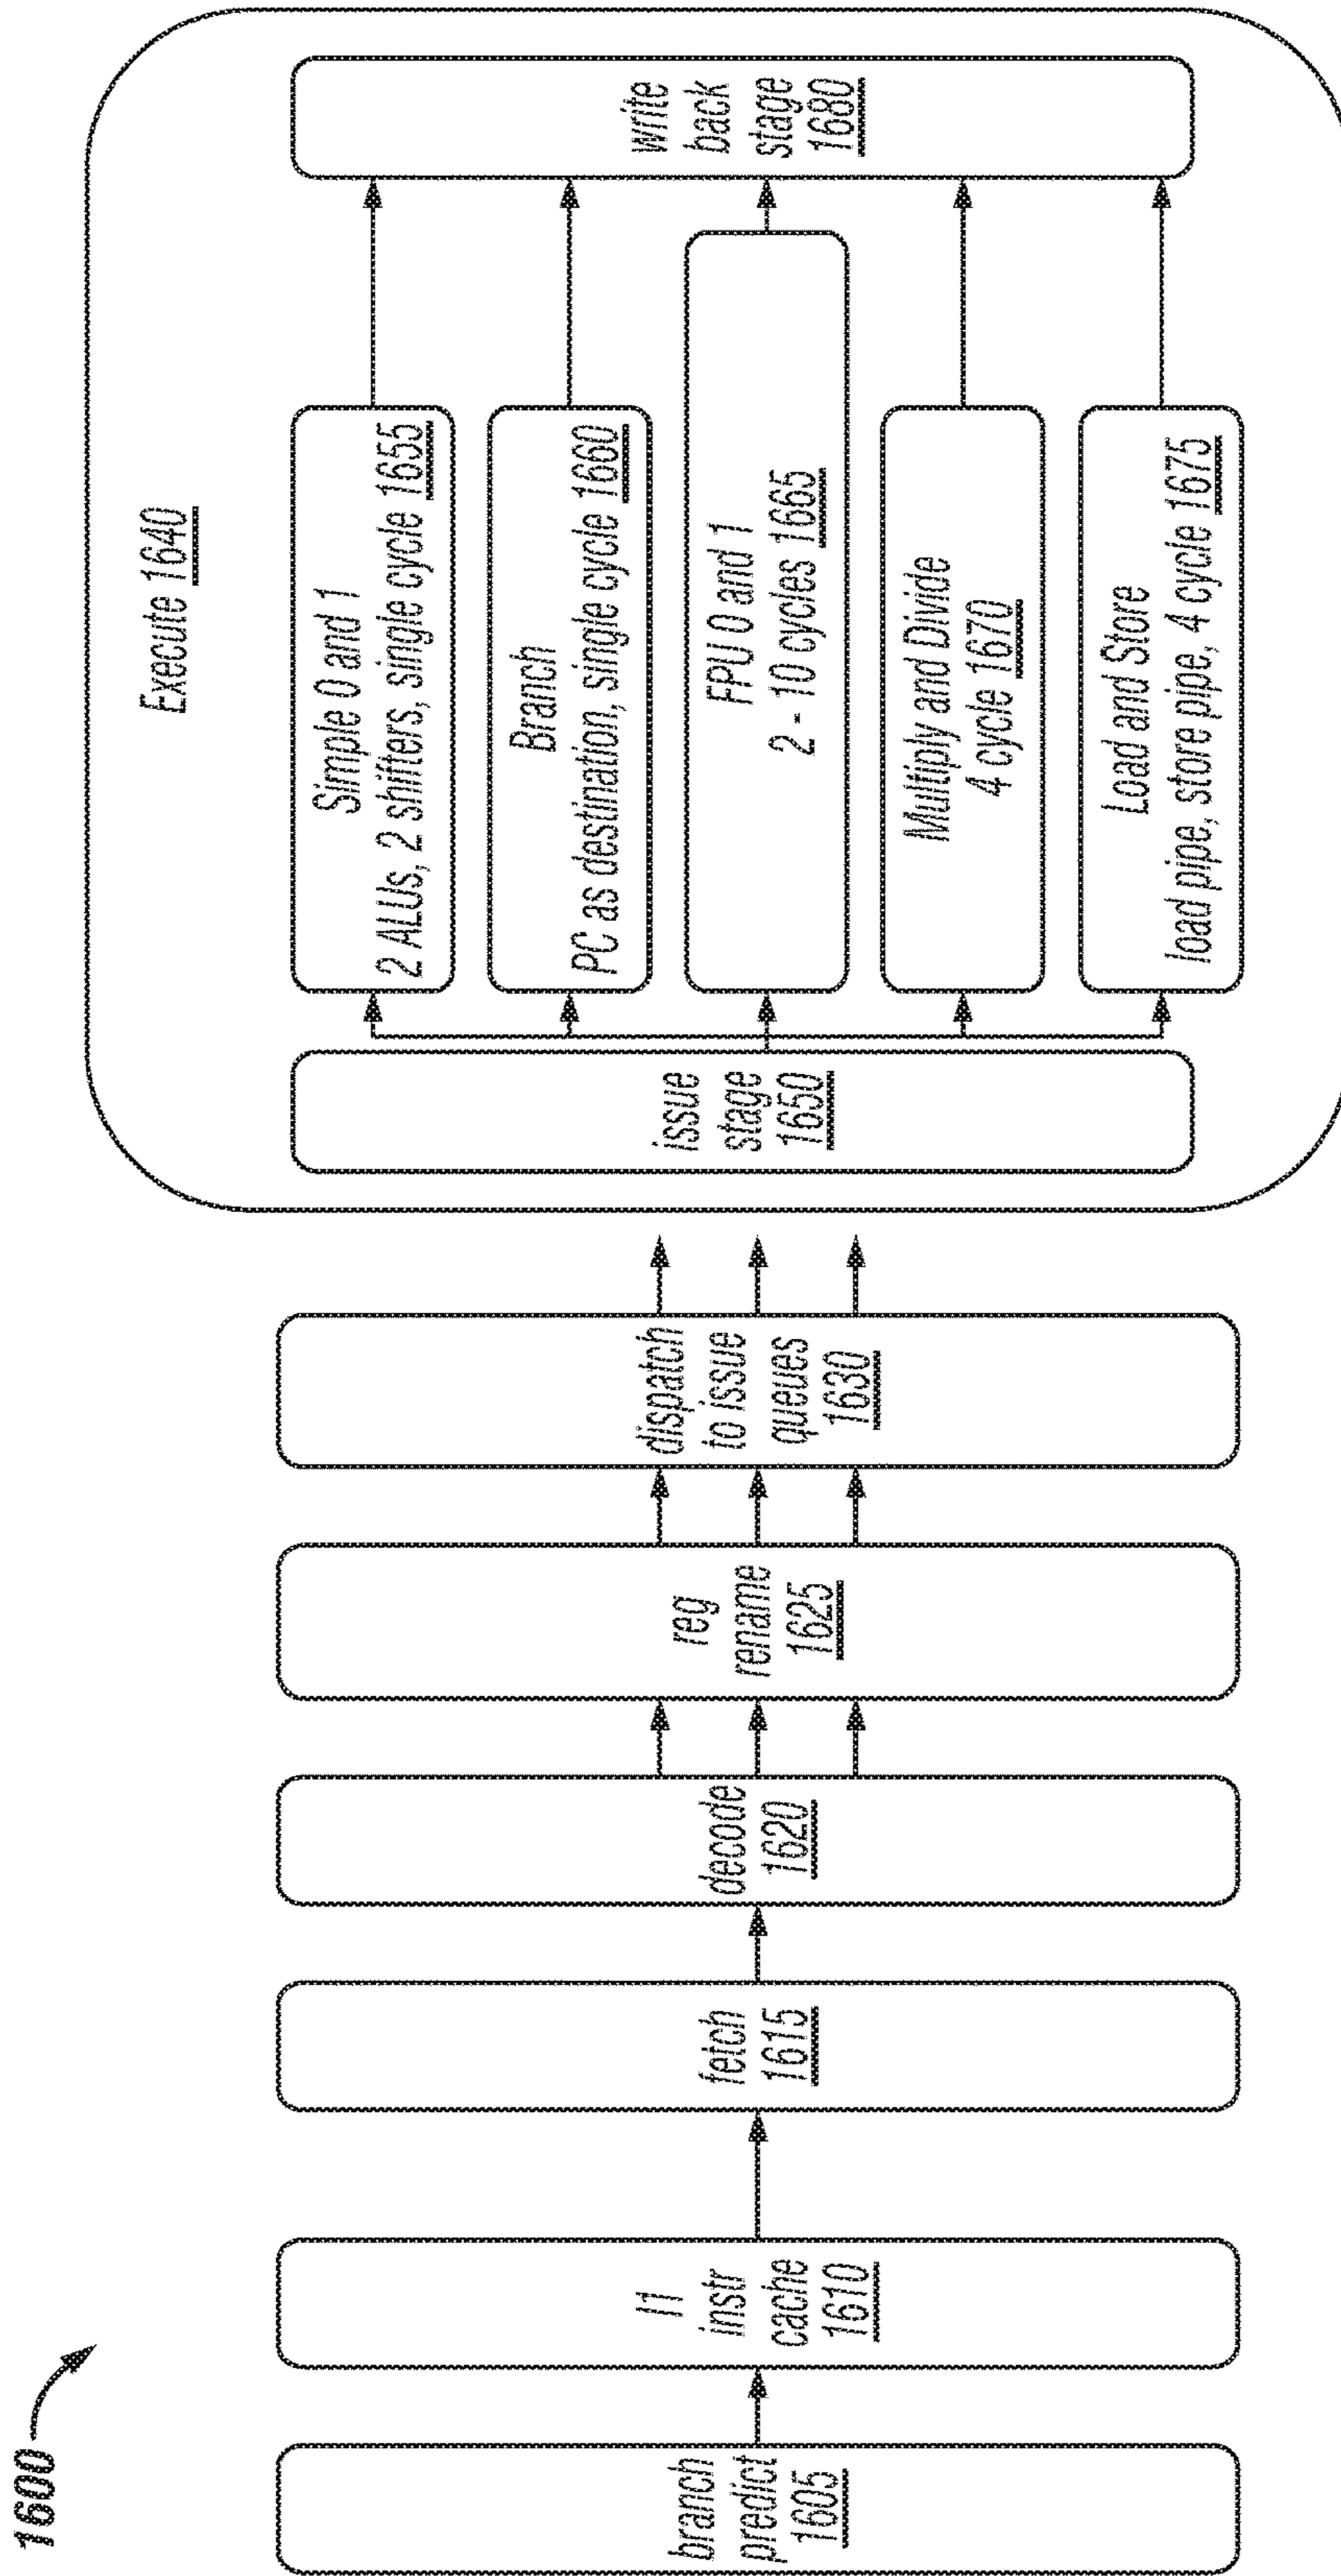 1600
branch
predict
1605
I1
instr
cache
1610
fetch
1615
decode
1620
reg
rename
1625
dispatch
to issue
queues
1630
Execute 1640
issue
stage
1650
Simple 0 and 1
2 ALUs, 2 shifters, single cycle 1655
Branch
PC as destination, single cycle 1660
FPU 0 and 1
2 - 10 cycles 1665
Multiply and Divide
4 cycle 1670
Load and Store
load pipe, store pipe, 4 cycle 1675
write
back
stage
1680